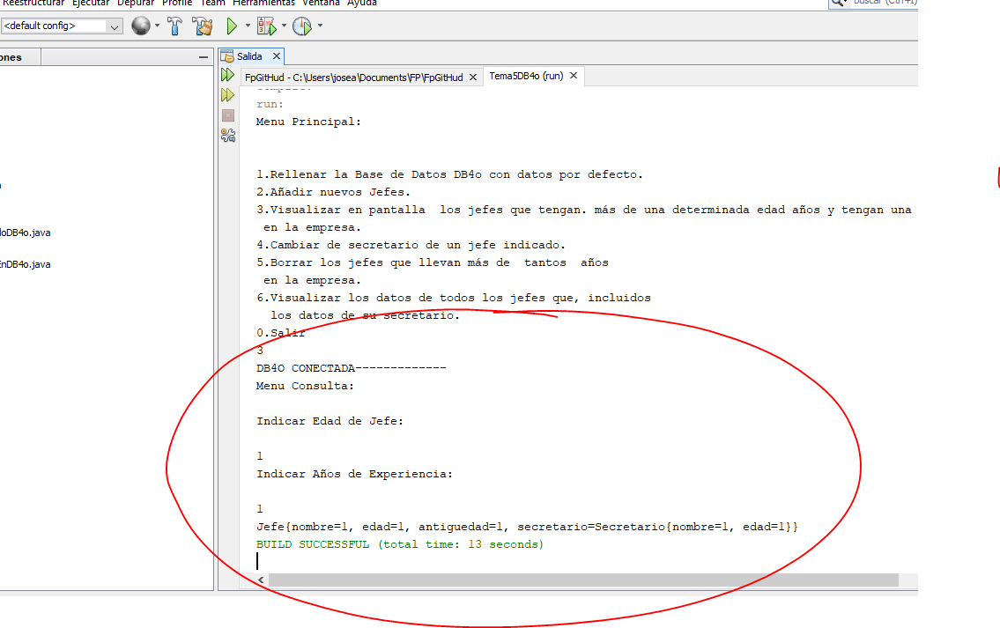 Reestructurar Ejecutar Depurar Profile Team Herramientas Ventana Ayuda
Buscar (Ctrl+I)
<default config>
ones
Salida
FpGitHud - C:\Users\josea\Documents\FP\FpGitHud
Tema5DB4o (run)
run:
Menu Principal:
1.Rellenar la Base de Datos DB4o con datos por defecto.
2.Añadir nuevos Jefes.
3.Visualizar en pantalla  los jefes que tengan. más de una determinada edad años y tengan una
en la empresa.
4.Cambiar de secretario de un jefe indicado.
loDB4o.java
5.Borrar los jefes que llevan más de  tantos  años
EnDB4o.java
en la empresa.
6.Visualizar los datos de todos los jefes que, incluidos
los datos de su secretario.
0.Salir
3
DB4O CONECTADA-------------
Menu Consulta:
Indicar Edad de Jefe:
1
Indicar Años de Experiencia:
1
Jefe{nombre=1, edad=1, antiguedad=1, secretario=Secretario{nombre=1, edad=1}}
BUILD SUCCESSFUL (total time: 13 seconds)